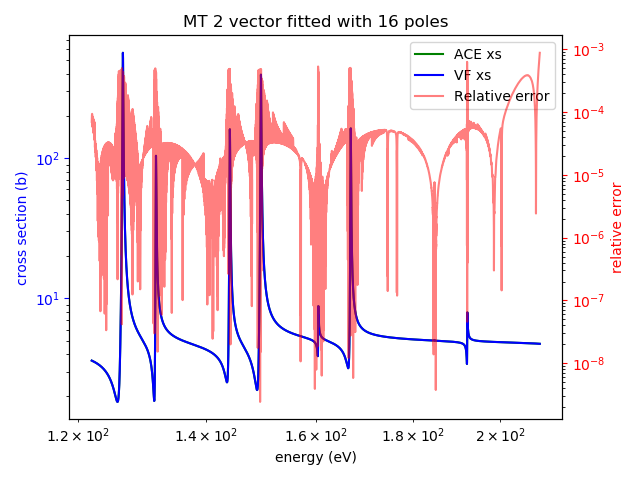 MT 2 vector fitted with 16 poles
ACE xs
VF xs
Relative error
cross section (b)
10²
10¹
relative error
10⁻³
10⁻⁴
10⁻⁵
10⁻⁶
10⁻⁷
10⁻⁸
1.2 × 10² 1.4 × 10² 1.6 × 10² 1.8 × 10² 2 × 10²
energy (eV)